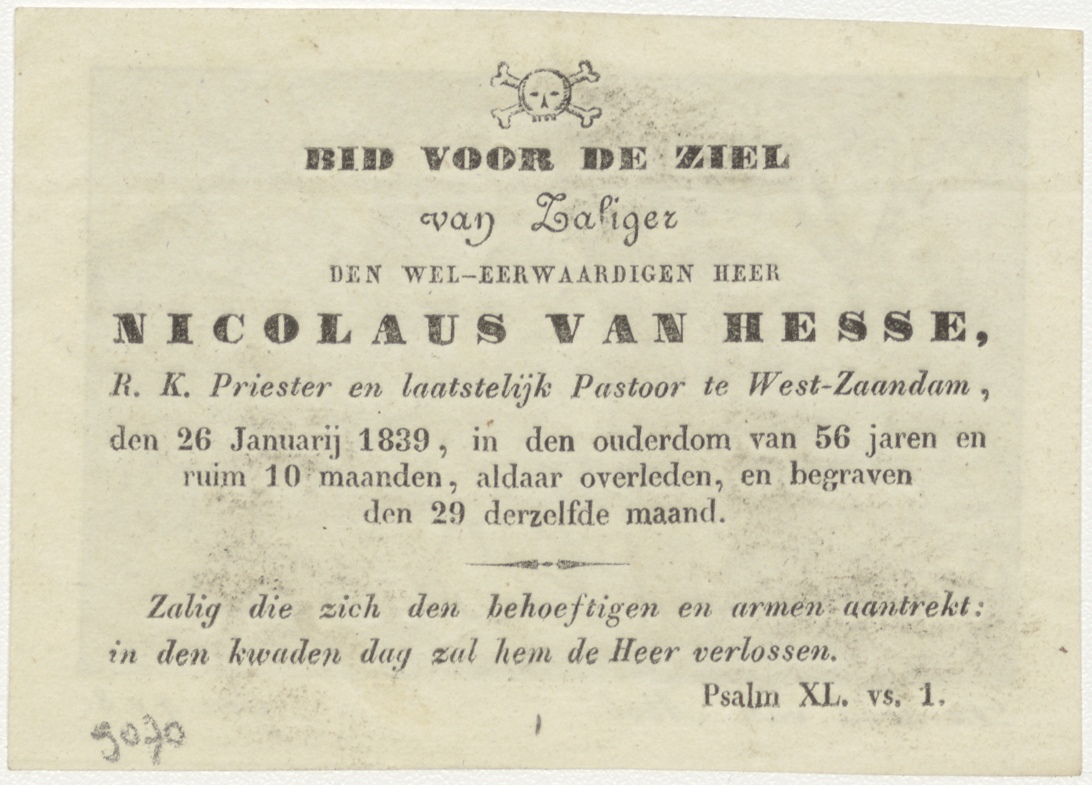 BID VOOR DE ZIEL
van Zaliger
DEN WEL-EERWAARDIGEN HEER
NICOLAUS VAN HESSE,
R. K. Priester en laatstelijk Pastoor te West-Zaandam,
den 26 Januarij 1839, in den ouderdom van 56 jaren en
ruim 10 maanden, aldaar overleden, en begraven
den 29 derzelfde maand.
Zalig die zich den behoeftigen en armen aantrekt:
in den kwaden dag zal hem de Heer verlossen.
Psalm XL. vs. 1.
9070